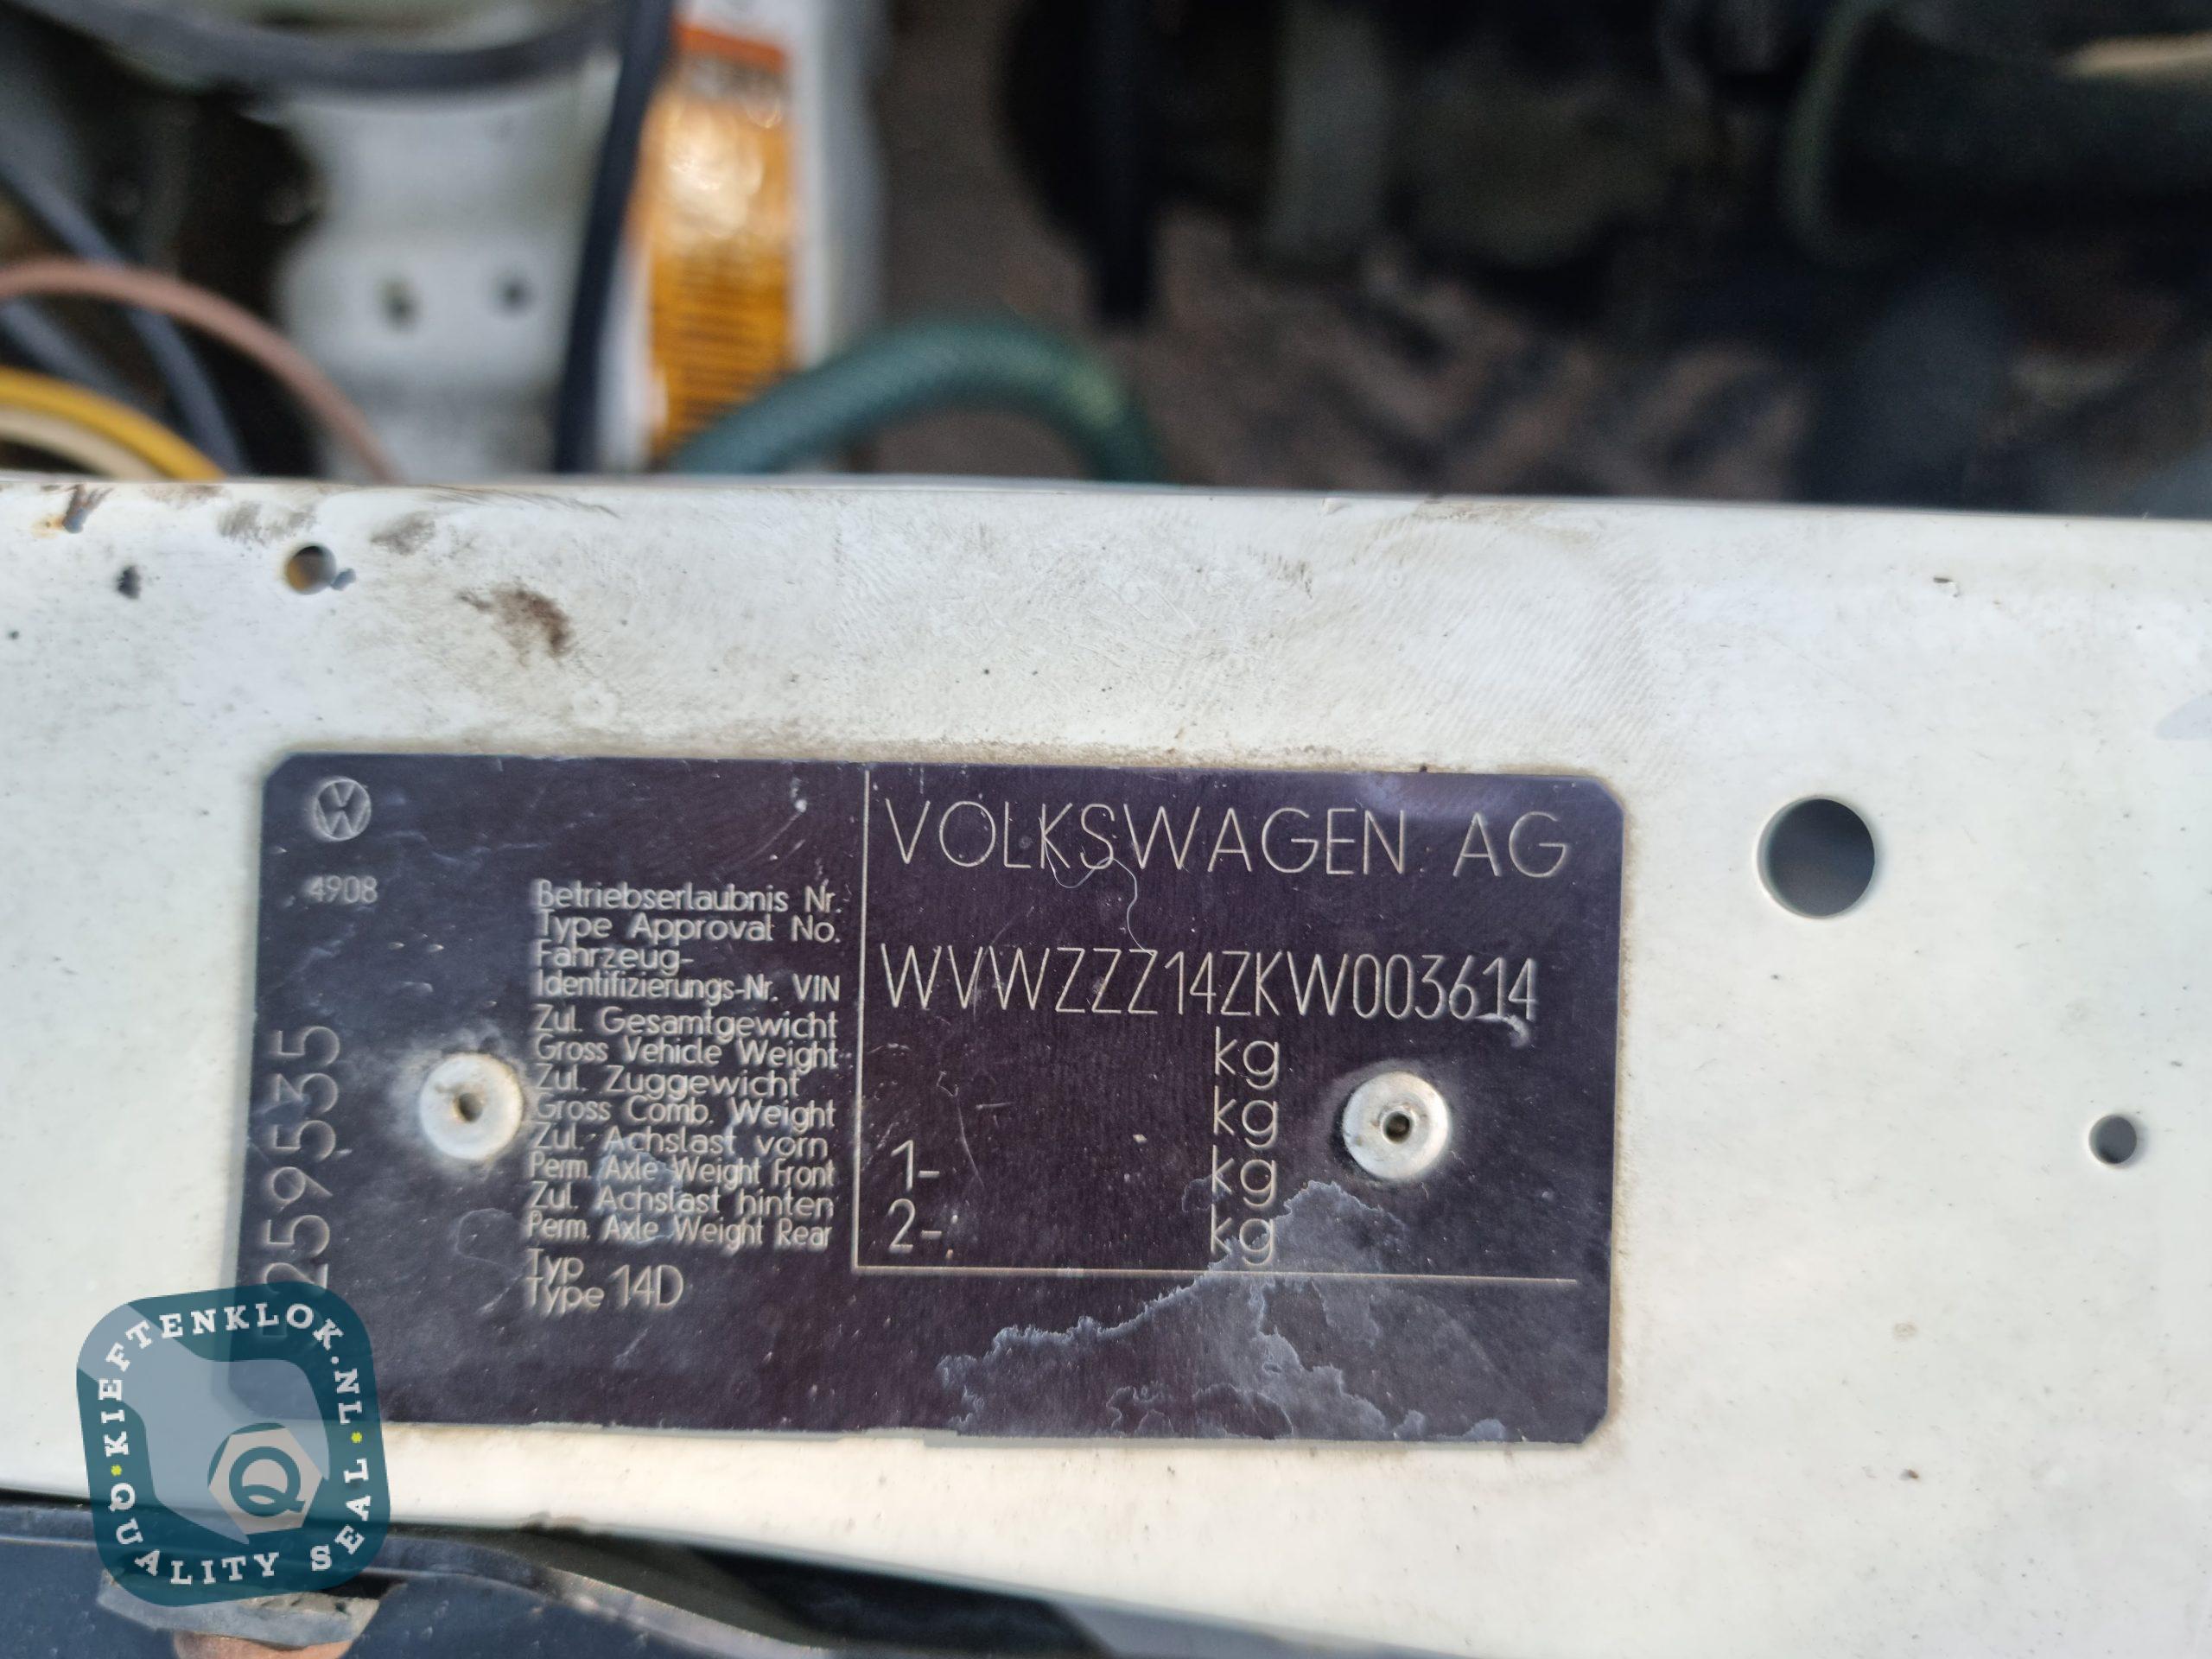 VOLKSWAGEN AG
4908
Betriebserlaubnis Nr.
Type Approval No.
Fahrzeug-
Identifizierungs-Nr. VIN
WVWZZZ14ZKW003614
Zul. Gesamtgewicht
Gross Vehicle Weight
kg
Zul. Zuggewicht
Gross Comb. Weight
kg
Zul. Achslast vorn
Perm. Axle Weight Front
1- kg
Zul. Achslast hinten
Perm. Axle Weight Rear
2- kg
Typ
Type 14D
KIEFTENKLOK.NL
QUALITY SEAL
Q